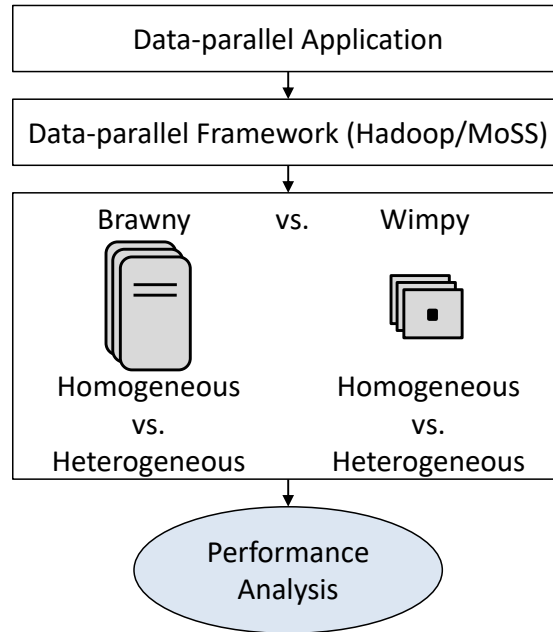 Data-parallel Application
Data-parallel Framework (Hadoop/MoSS)
Brawny vs. Wimpy
Homogeneous Homogeneous
vs. vs.
Heterogeneous Heterogeneous
Performance
Analysis